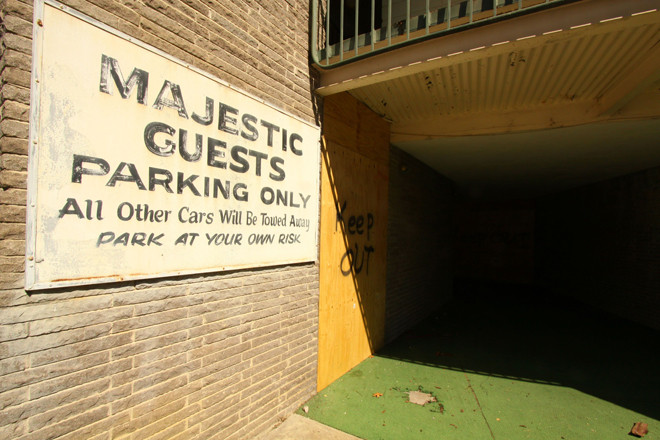 MAJESTIC
GUESTS
PARKING ONLY
All Other Cars Will Be Towed Away
PARK AT YOUR OWN RISK
Keep
OUT